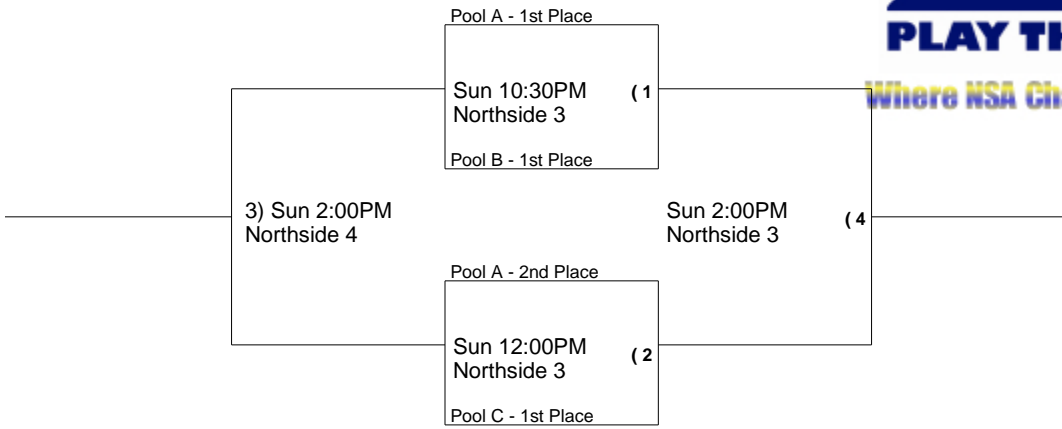 Pool A - 1st Place
PLAY TH
Where NSA Ch
Sun 10:30PM
Northside 3
( 1
Pool B - 1st Place
3) Sun 2:00PM
Northside 4
Sun 2:00PM
Northside 3
( 4
Pool A - 2nd Place
Sun 12:00PM
Northside 3
( 2
Pool C - 1st Place